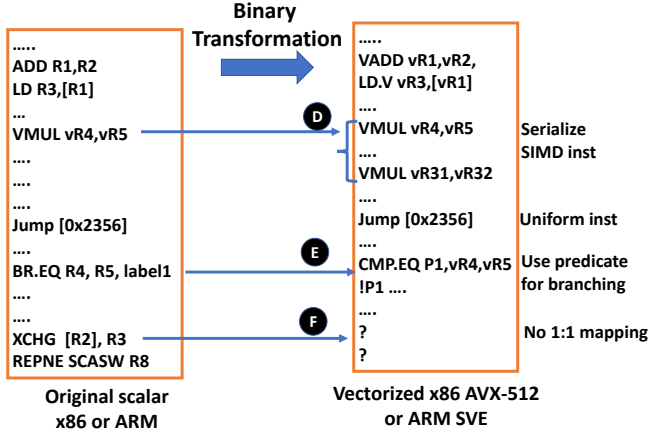 Binary
Transformation
.....
ADD R1,R2
LD R3,[R1]
...
VMUL vR4,vR5
....
....
....
Jump [0x2356]
....
BR.EQ R4, R5, label1
....
....
XCHG  [R2], R3
REPNE SCASW R8
Original scalar
x86 or ARM
D
E
F
.....
VADD vR1,vR2,
LD.V vR3,[vR1]
....
VMUL vR4,vR5
....
VMUL vR31,vR32
....
Jump [0x2356]
....
CMP.EQ P1,vR4,vR5
!P1 ....
....
?
?
Vectorized x86 AVX-512
or ARM SVE
Serialize
SIMD inst
Uniform inst
Use predicate
for branching
No 1:1 mapping